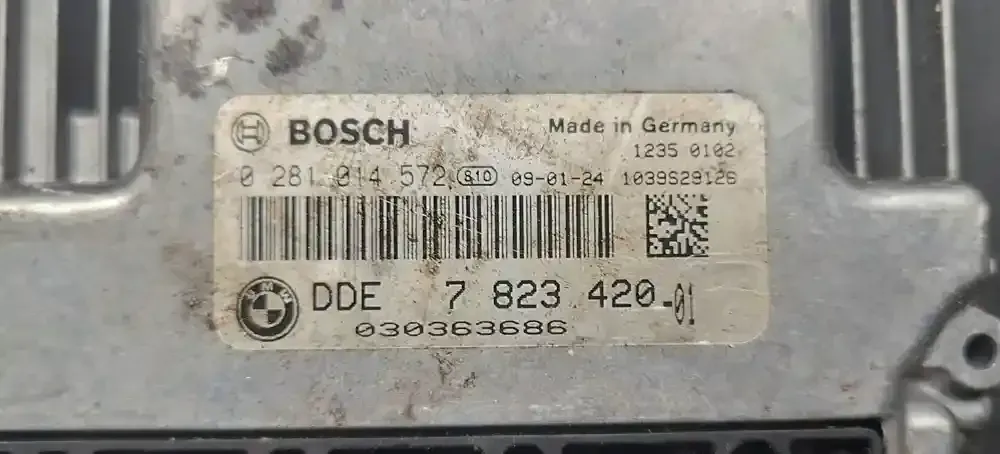 BOSCH
Made in Germany
1235 0102
0 281 014 572 S10 09-01-24 1039S29126
BMW
DDE 7 823 420-01
030363686